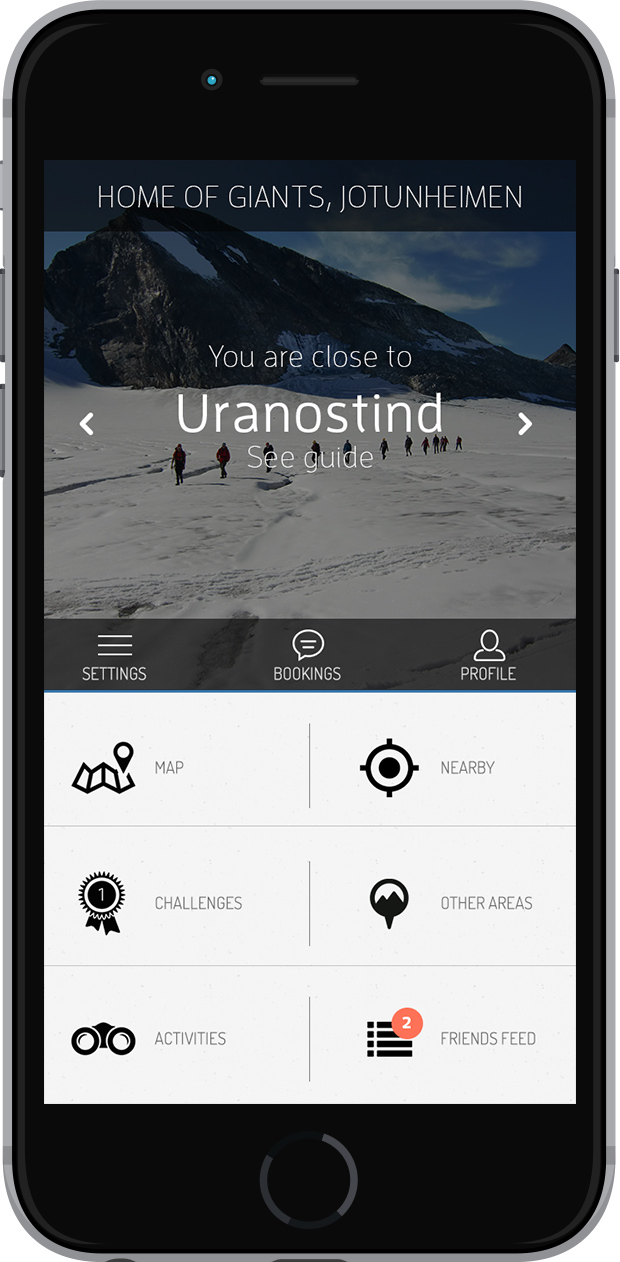 HOME OF GIANTS, JOTUNHEIMEN
You are close to
Uranostind
See guide
SETTINGS
BOOKINGS
PROFILE
MAP
NEARBY
1
CHALLENGES
OTHER AREAS
ACTIVITIES
2
FRIENDS FEED